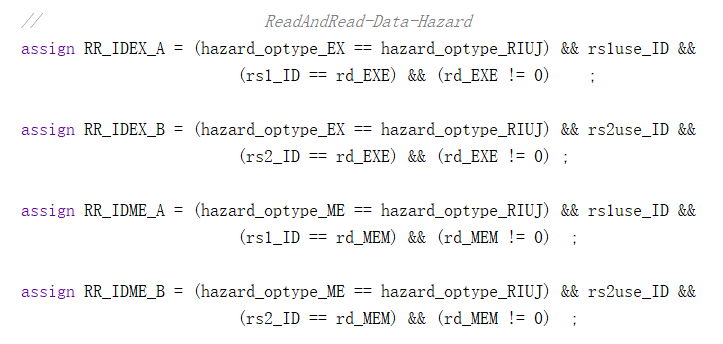 // ReadAndRead-Data-Hazard
assign RR_IDEX_A = (hazard_optype_EX == hazard_optype_RIUJ) && rs1use_ID &&
(rs1_ID == rd_EXE) && (rd_EXE != 0) ;
assign RR_IDEX_B = (hazard_optype_EX == hazard_optype_RIUJ) && rs2use_ID &&
(rs2_ID == rd_EXE) && (rd_EXE != 0) ;
assign RR_IDME_A = (hazard_optype_ME == hazard_optype_RIUJ) && rs1use_ID &&
(rs1_ID == rd_MEM) && (rd_MEM != 0) ;
assign RR_IDME_B = (hazard_optype_ME == hazard_optype_RIUJ) && rs2use_ID &&
(rs2_ID == rd_MEM) && (rd_MEM != 0) ;